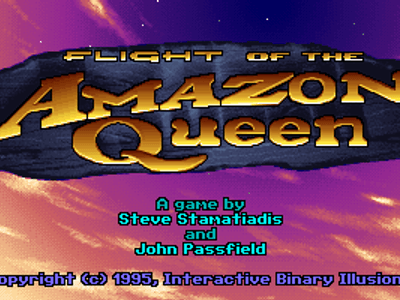 FLIGHT OF THE
AMAZON
Queen
A game by
Steve Stamatiadis
and
John Passfield
opyright (c) 1995, Interactive Binary Illusion